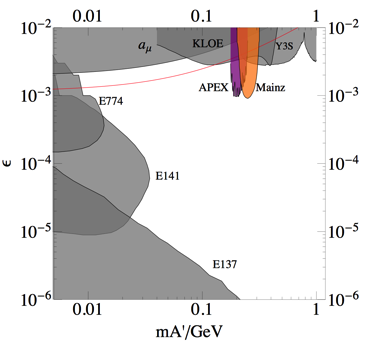 0.01 0.1 1
10⁻² 10⁻²
aμ KLOE Y3S
10⁻³ APEX Mainz 10⁻³
E774
10⁻⁴ 10⁻⁴
ϵ
E141
10⁻⁵ 10⁻⁵
E137
10⁻⁶ 10⁻⁶
0.01 0.1 1
mA'/GeV